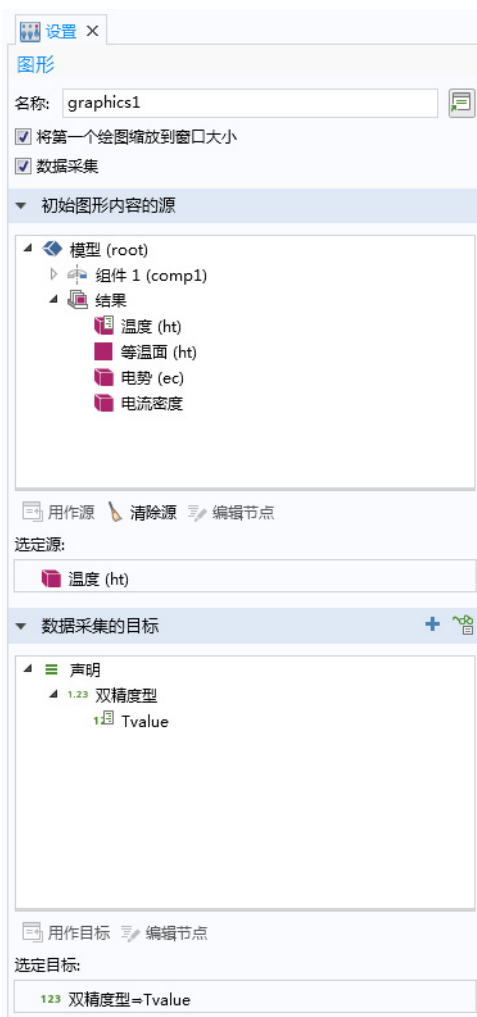 设置
图形
名称: graphics1
将第一个绘图缩放到窗口大小
数据采集
初始图形内容的源
模型 (root)
组件 1 (comp1)
结果
温度 (ht)
等温面 (ht)
电势 (ec)
电流密度
用作源 清除源 编辑节点
选定源:
温度 (ht)
数据采集的目标
声明
1.23 双精度型
Tvalue
用作目标 编辑节点
选定目标:
123 双精度型⇒Tvalue